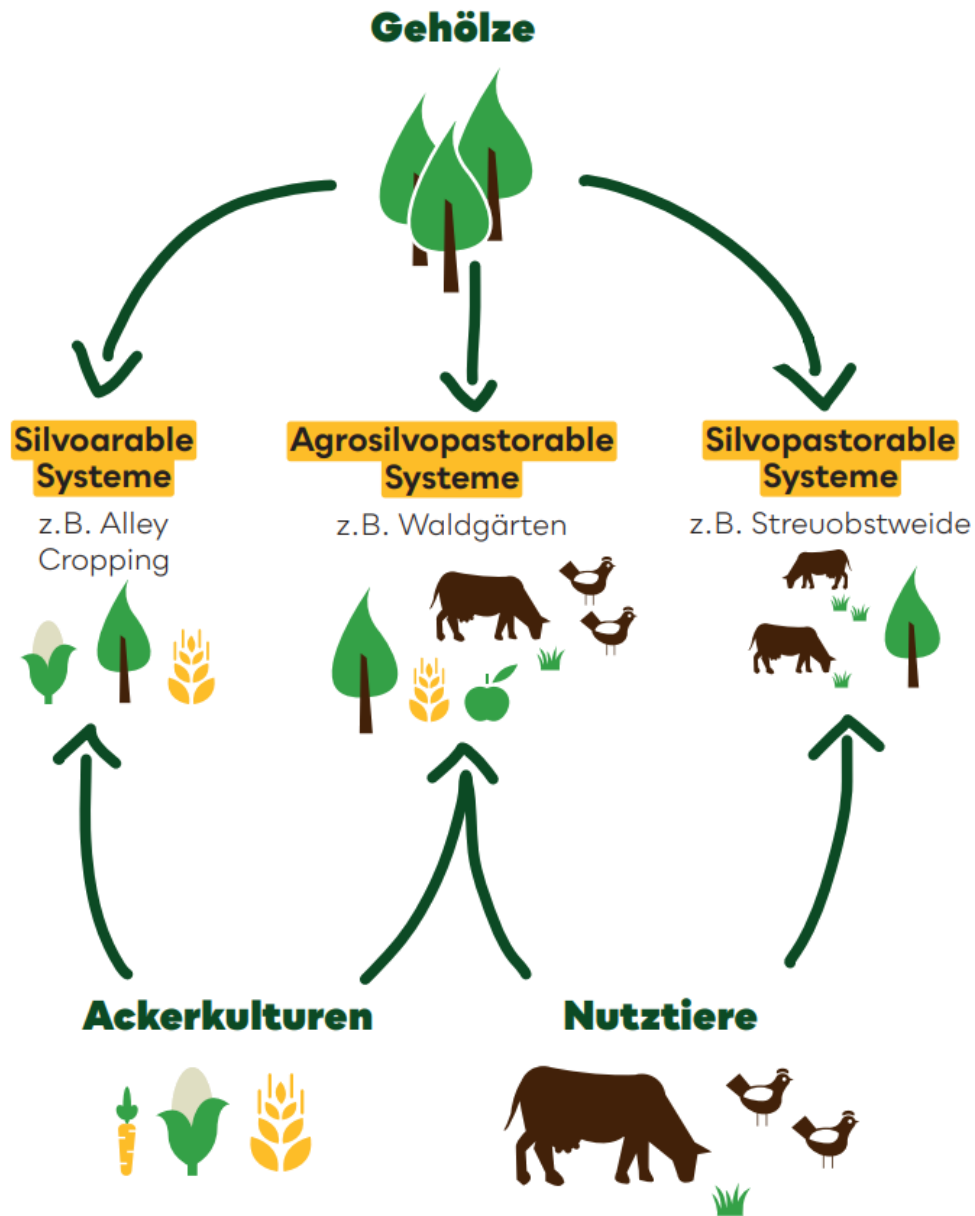 Gehölze
Silvoarable
Systeme
z.B. Alley
Cropping
Agrosilvopastorable
Systeme
z.B. Waldgärten
Silvopastorable
Systeme
z.B. Streuobstweide
Ackerkulturen
Nutztiere